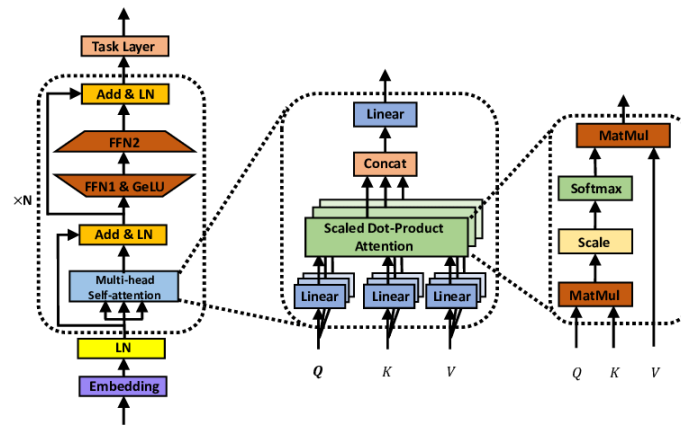 Task Layer
Add & LN
FFN2
FFN1 & GeLU
×N
Add & LN
Multi-head
Self-attention
LN
Embedding
Linear
Concat
Scaled Dot-Product
Attention
Linear
Linear
Linear
Q
K
V
MatMul
Softmax
Scale
MatMul
Q
K
V